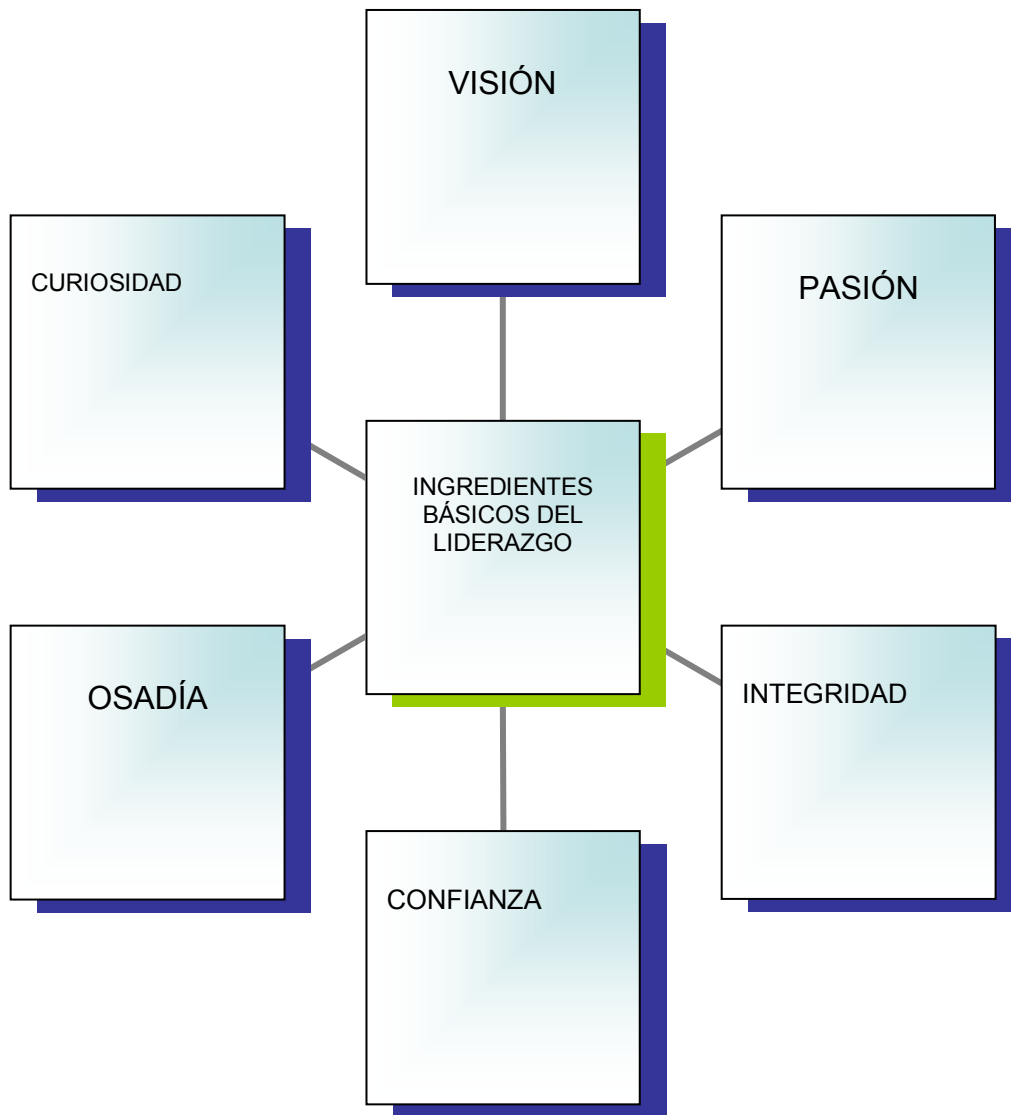 VISIÓN
CURIOSIDAD
PASIÓN
INGREDIENTES
BÁSICOS DEL
LIDERAZGO
OSADÍA
INTEGRIDAD
CONFIANZA